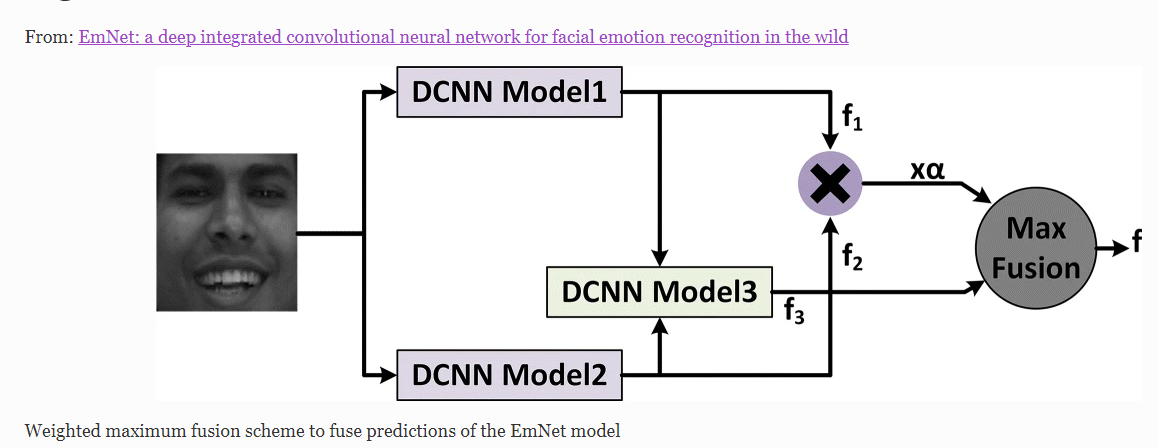 From: EmNet: a deep integrated convolutional neural network for facial emotion recognition in the wild
DCNN Model1
f₁
xα
Max
Fusion
f
f₂
DCNN Model3
f₃
DCNN Model2
Weighted maximum fusion scheme to fuse predictions of the EmNet model